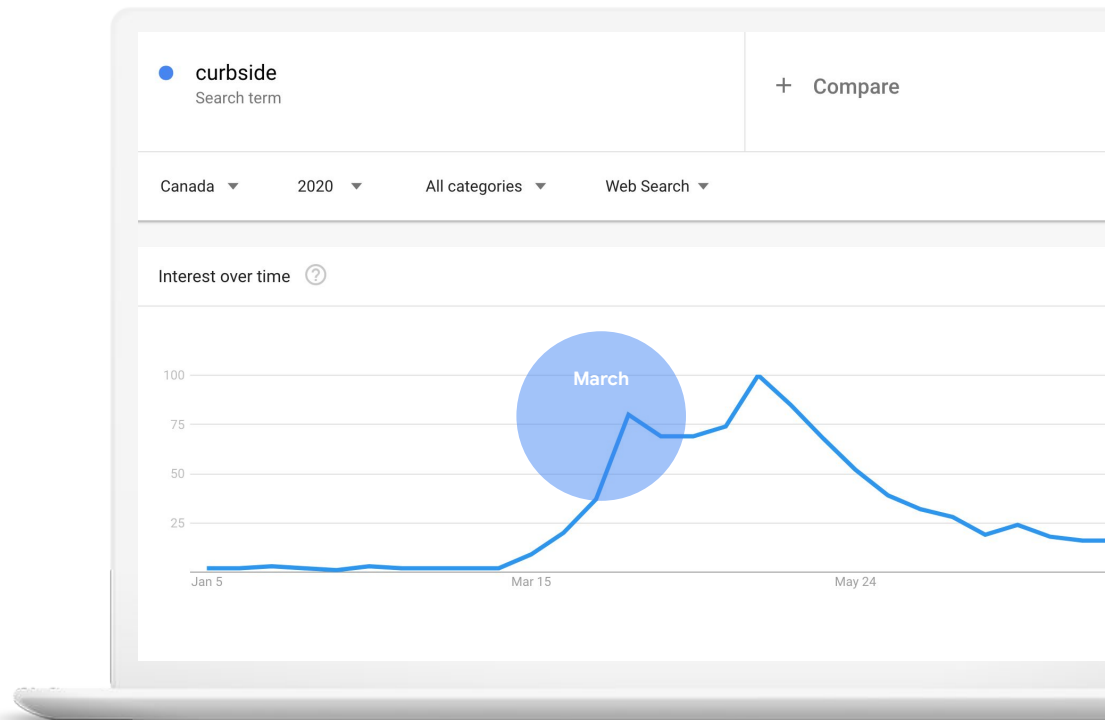 curbside
Search term
+ Compare
Canada
2020
All categories
Web Search
Interest over time ?
March
100
75
50
25
Jan 5
Mar 15
May 24